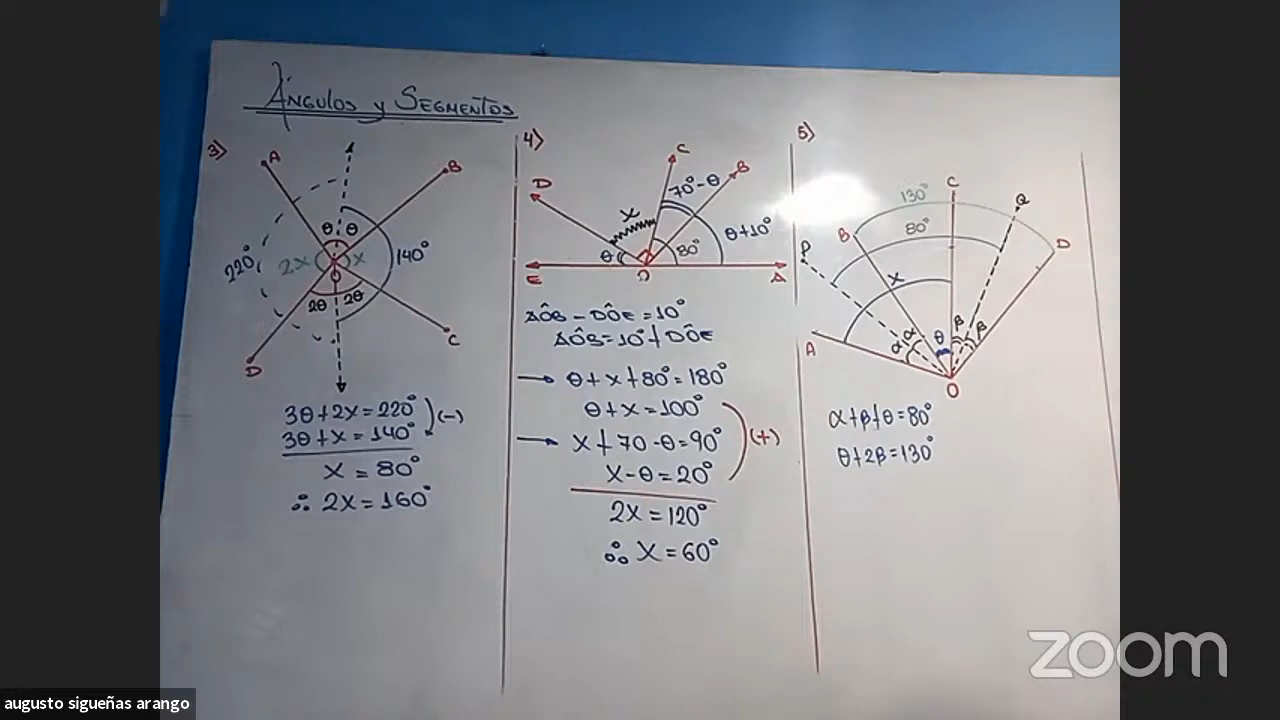 Ángulos y Segmentos
3)
A
B
θ θ
140°
220°
2x
x
O
2θ
2θ
C
D
3θ+2x=220°
(-)
3θ+x=140°
x=80°
∴ 2x=160°
4)
C
B
D
70°-θ
x
θ+10°
θ
80°
E
O
A
AÔB - DÔE = 10°
AÔB = 10° + DÔE
→ θ+x+80°=180°
θ+x=100°
→ x+70-θ=90°
(+)
x-θ=20°
2x=120°
∴ x=60°
5)
C
Q
130°
80°
B
P
D
x
A
α
α
θ
β
β
O
α+β+θ=80°
θ+2β=130°
zoom
augusto sigueñas arango